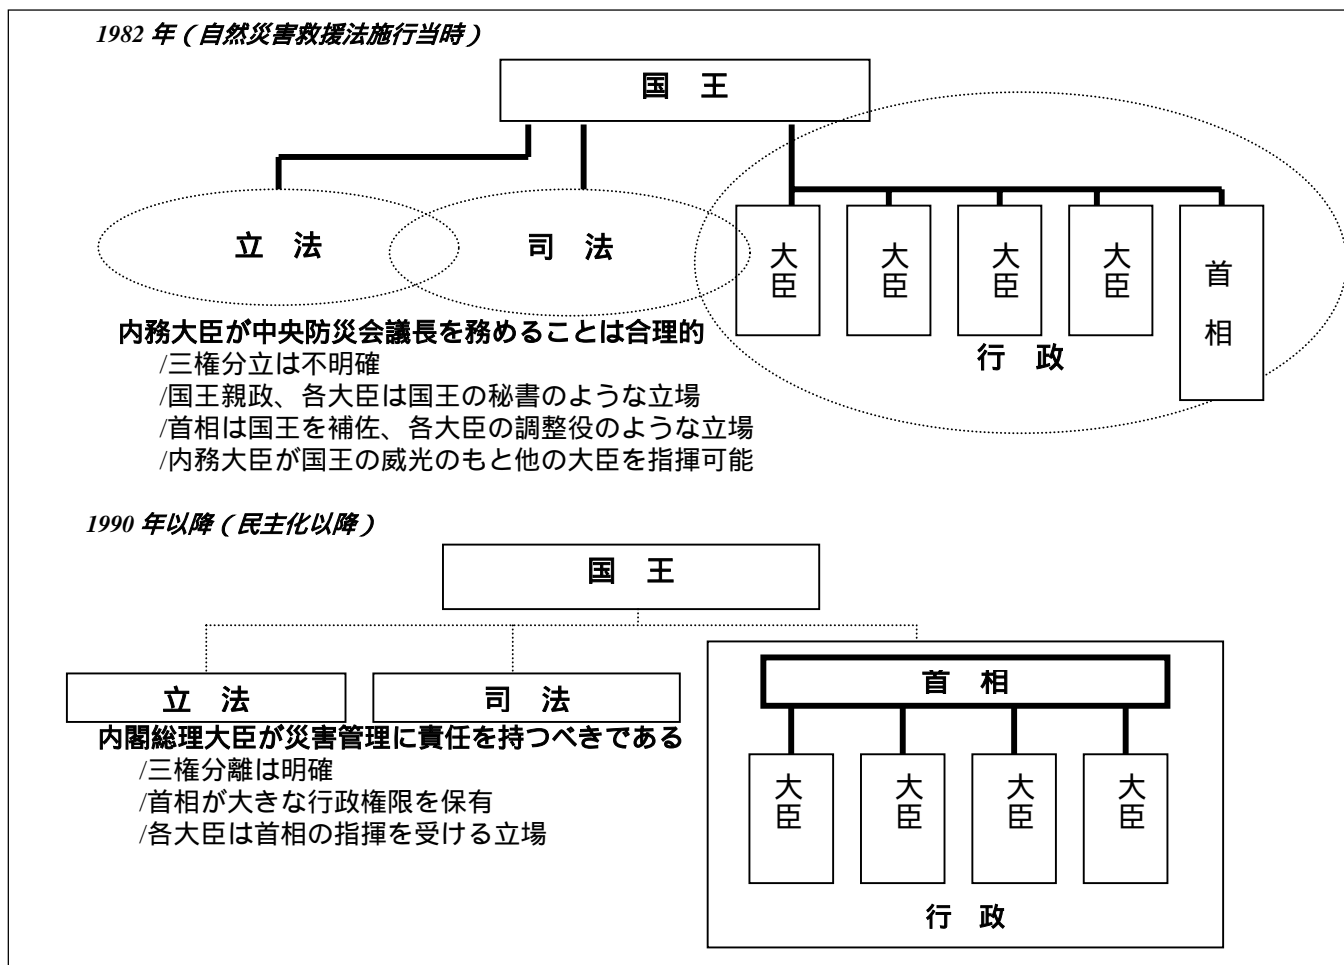 1982 年（自然災害救援法施行当時）
国 王
立 法
司 法
大臣
大臣
大臣
大臣
首相
行 政
内務大臣が中央防災会議長を務めることは合理的
/三権分立は不明確
/国王親政、各大臣は国王の秘書のような立場
/首相は国王を補佐、各大臣の調整役のような立場
/内務大臣が国王の威光のもと他の大臣を指揮可能
1990 年以降（民主化以降）
国 王
立 法
司 法
首 相
内閣総理大臣が災害管理に責任を持つべきである
/三権分離は明確
/首相が大きな行政権限を保有
/各大臣は首相の指揮を受ける立場
大臣
大臣
大臣
大臣
行 政